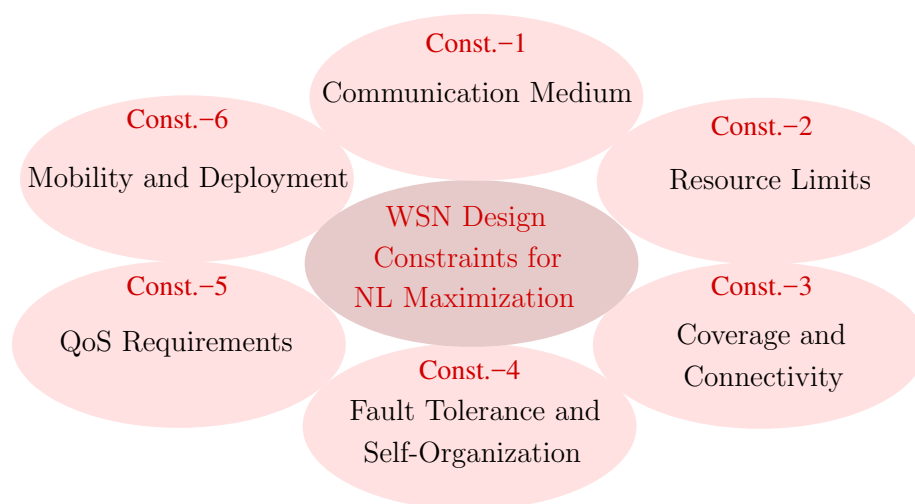 Const.–1
Communication Medium
Const.–6
Mobility and Deployment
Const.–2
Resource Limits
WSN Design
Constraints for
NL Maximization
Const.–5
QoS Requirements
Const.–3
Coverage and
Connectivity
Const.–4
Fault Tolerance and
Self-Organization